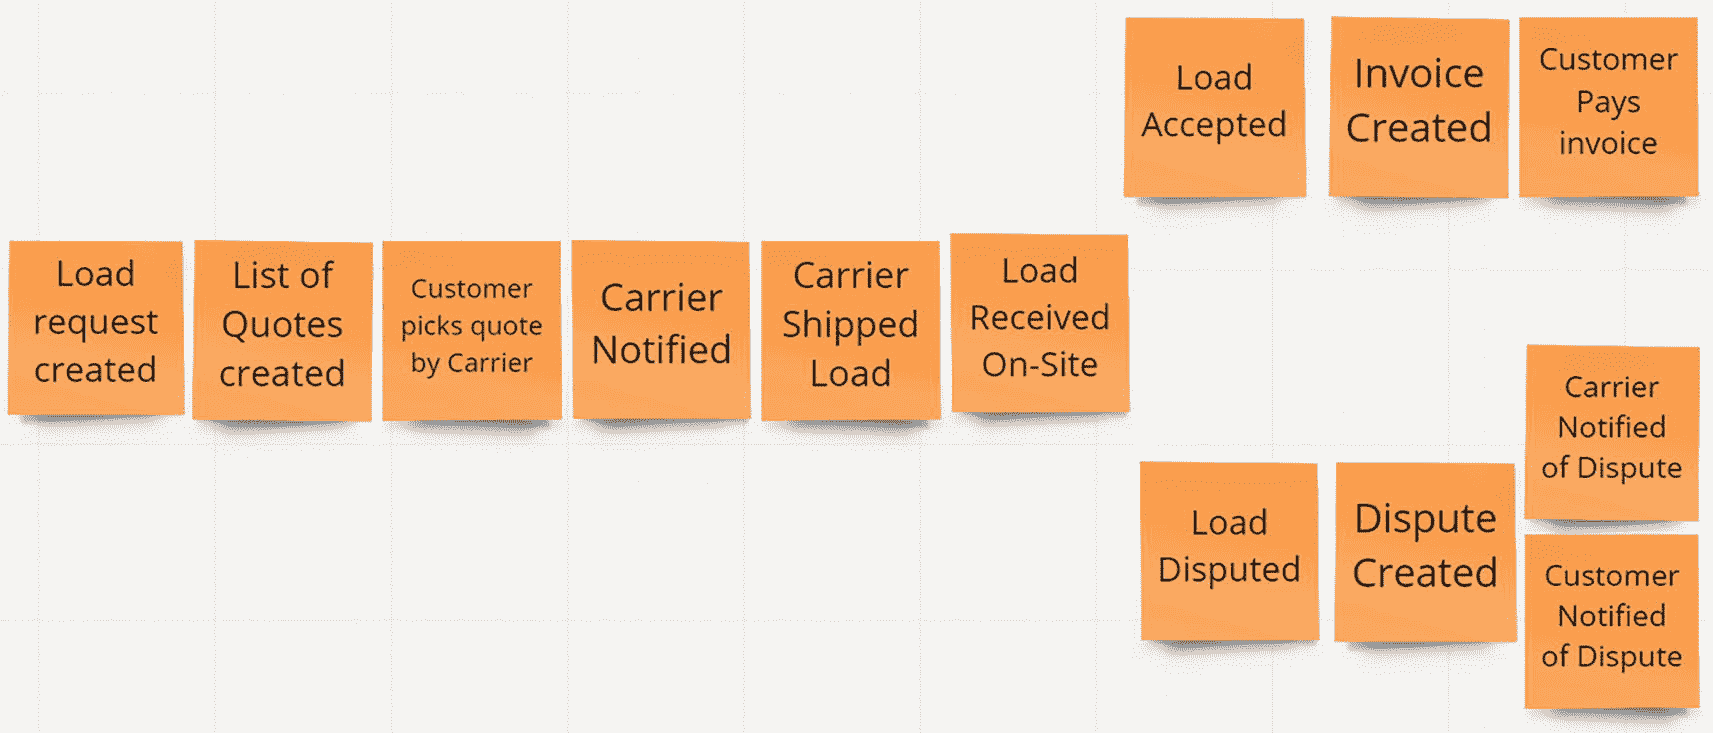 Load
Accepted
Invoice
Created
Customer
Pays
invoice
Load
request
created
List of
Quotes
created
Customer
picks quote
by Carrier
Carrier
Notified
Carrier
Shipped
Load
Load
Received
On-Site
Load
Disputed
Dispute
Created
Carrier
Notified
of Dispute
Customer
Notified
of Dispute